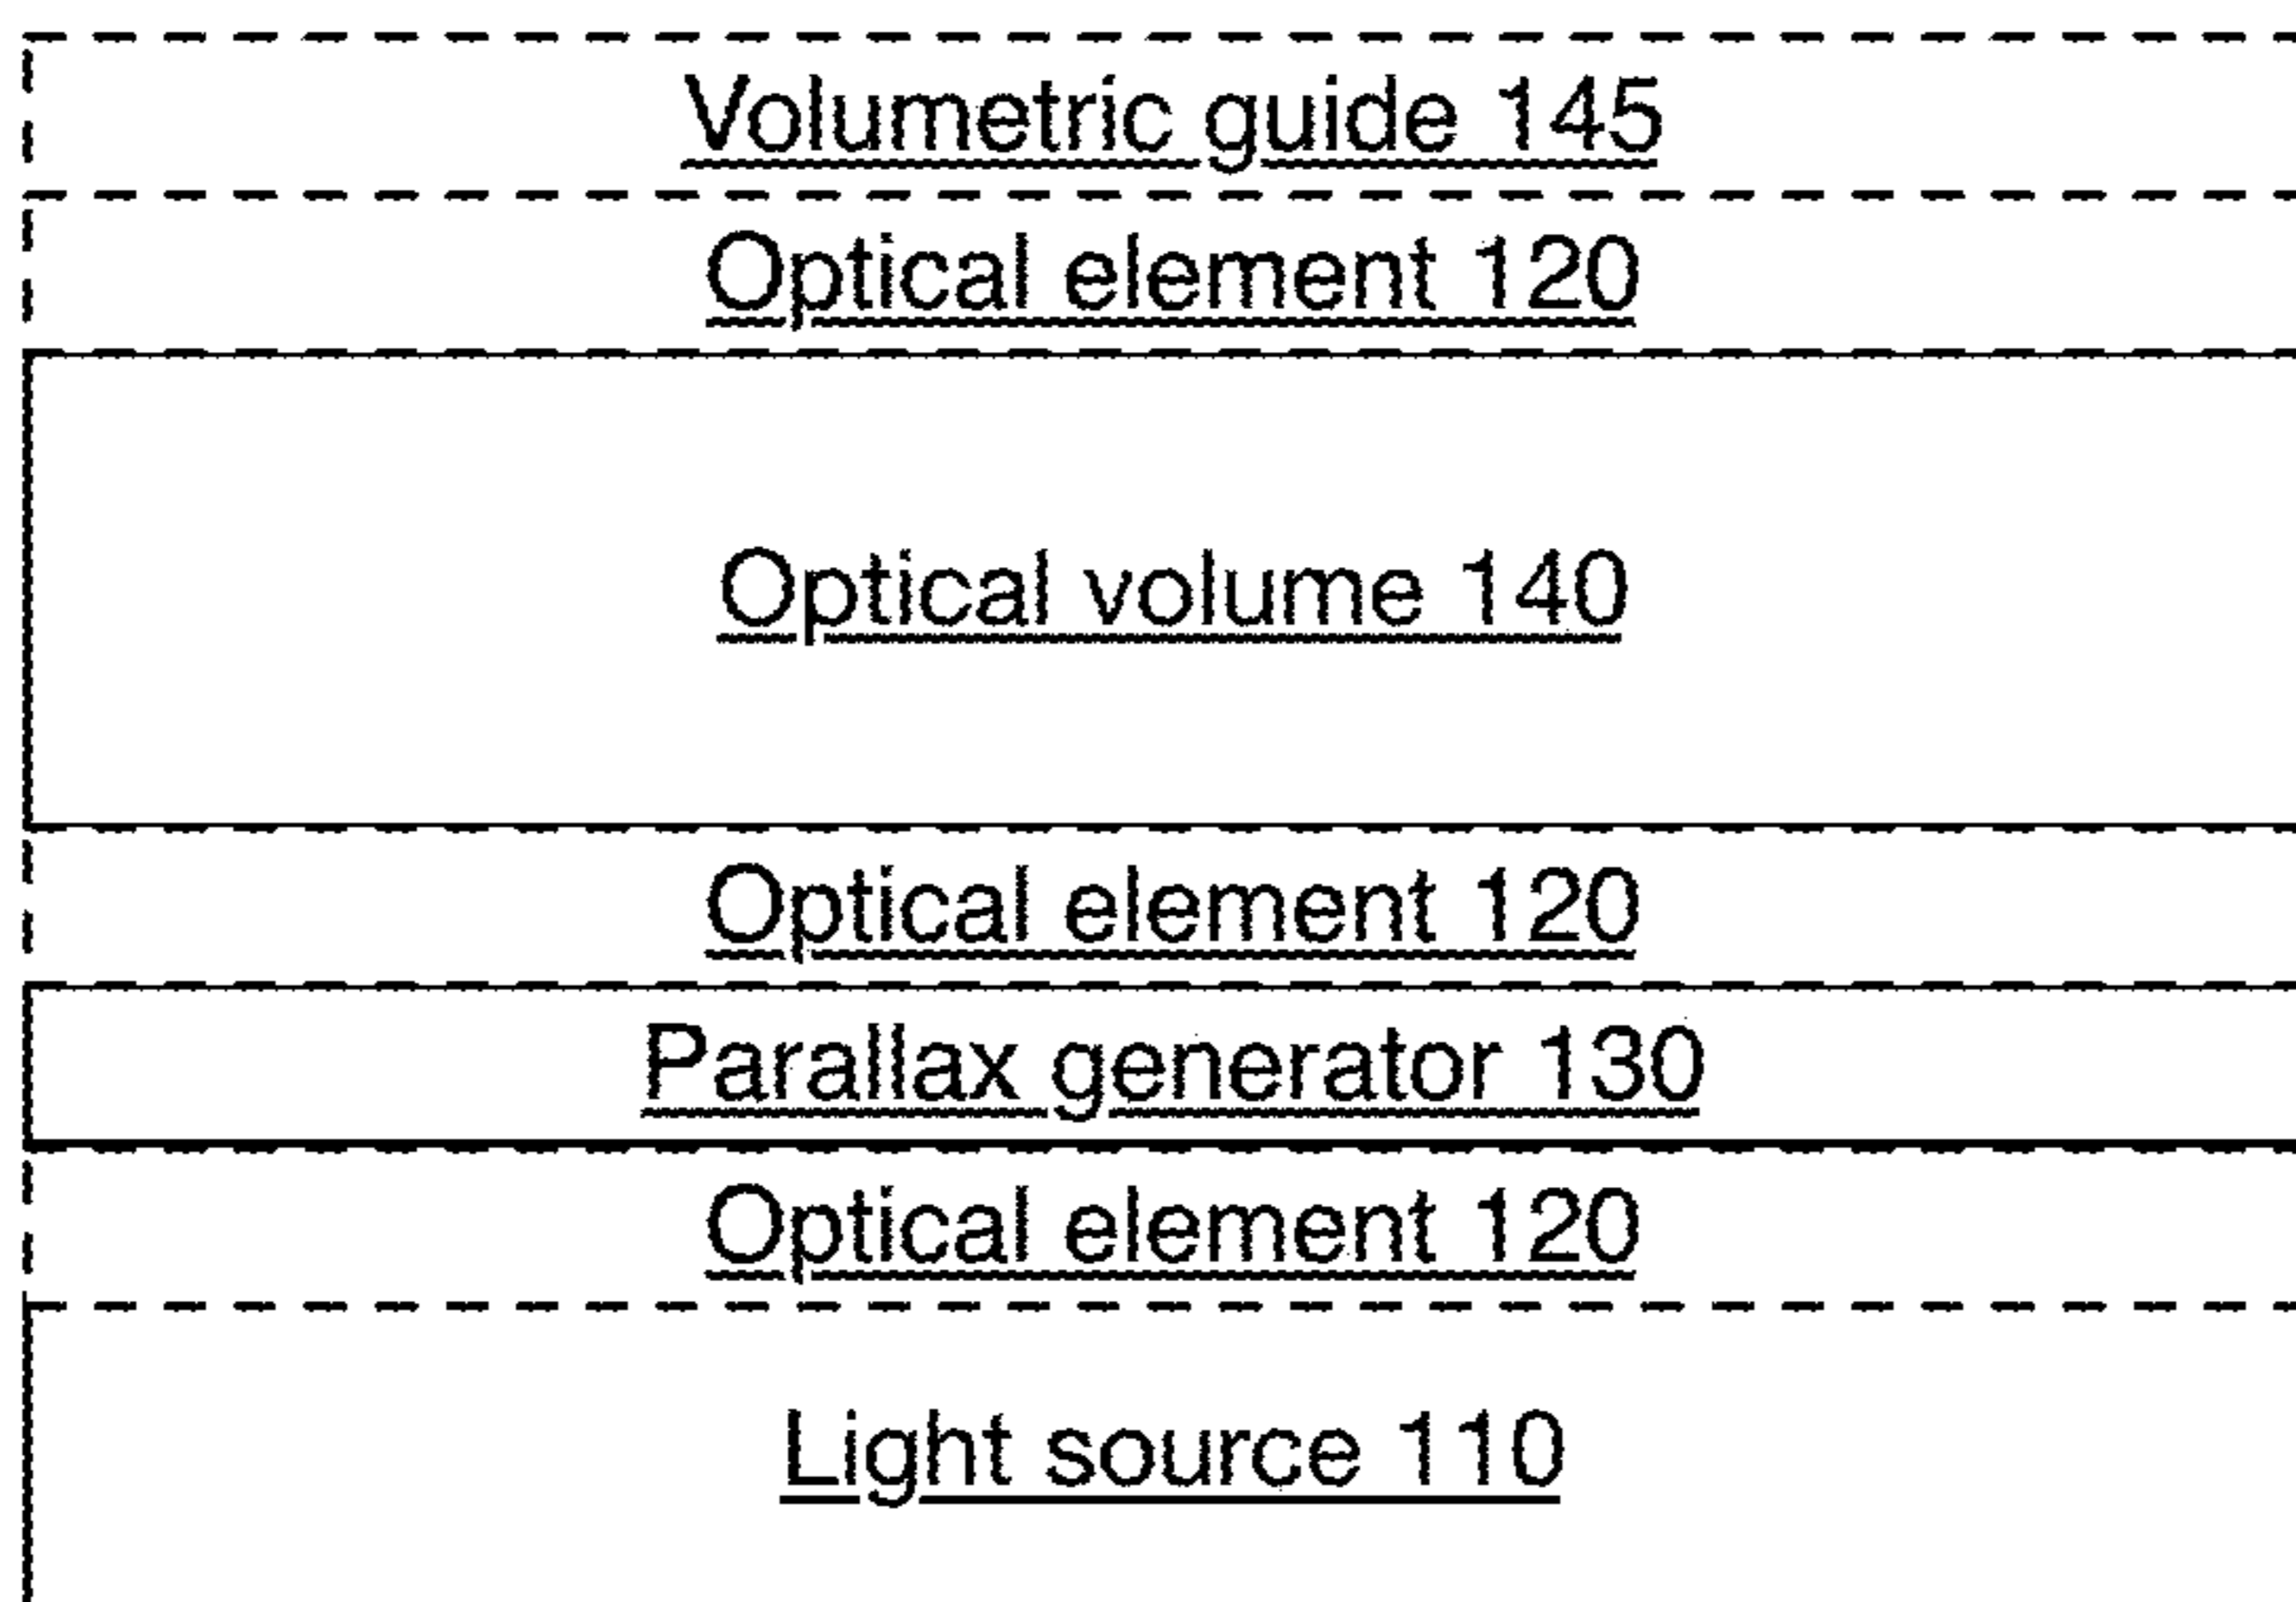 Volumetric guide 145
Optical element 120
Optical volume 140
Optical element 120
Parallax generator 130
Optical element 120
Light source 110